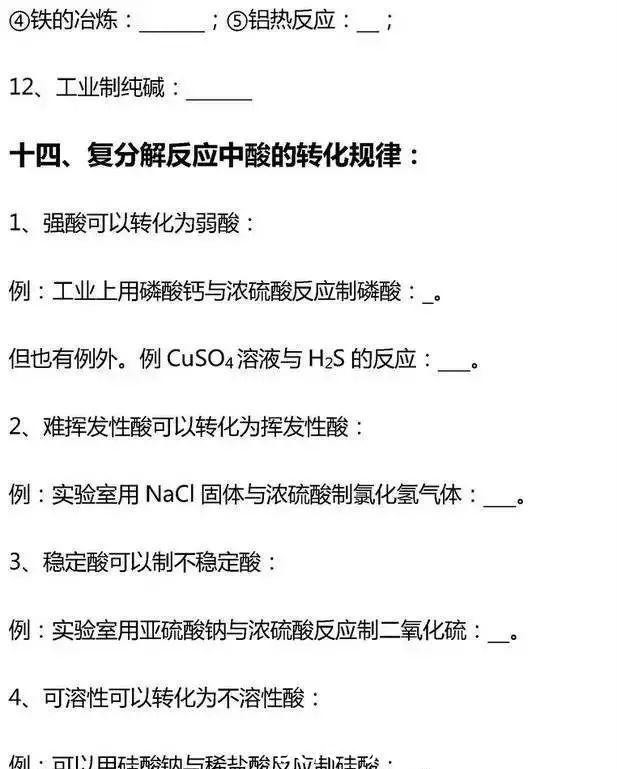 ④铁的冶炼：______；⑤铝热反应：__；
12、工业制纯碱：______
十四、复分解反应中酸的转化规律：
1、强酸可以转化为弱酸：
例：工业上用磷酸钙与浓硫酸反应制磷酸：_。
但也有例外。例 CuSO₄ 溶液与 H₂S 的反应：___。
2、难挥发性酸可以转化为挥发性酸：
例：实验室用 NaCl 固体与浓硫酸制氯化氢气体：___。
3、稳定酸可以制不稳定酸：
例：实验室用亚硫酸钠与浓硫酸反应制二氧化硫：__。
4、可溶性可以转化为不溶性酸：
例：可以用硅酸钠与稀盐酸反应制硅酸：